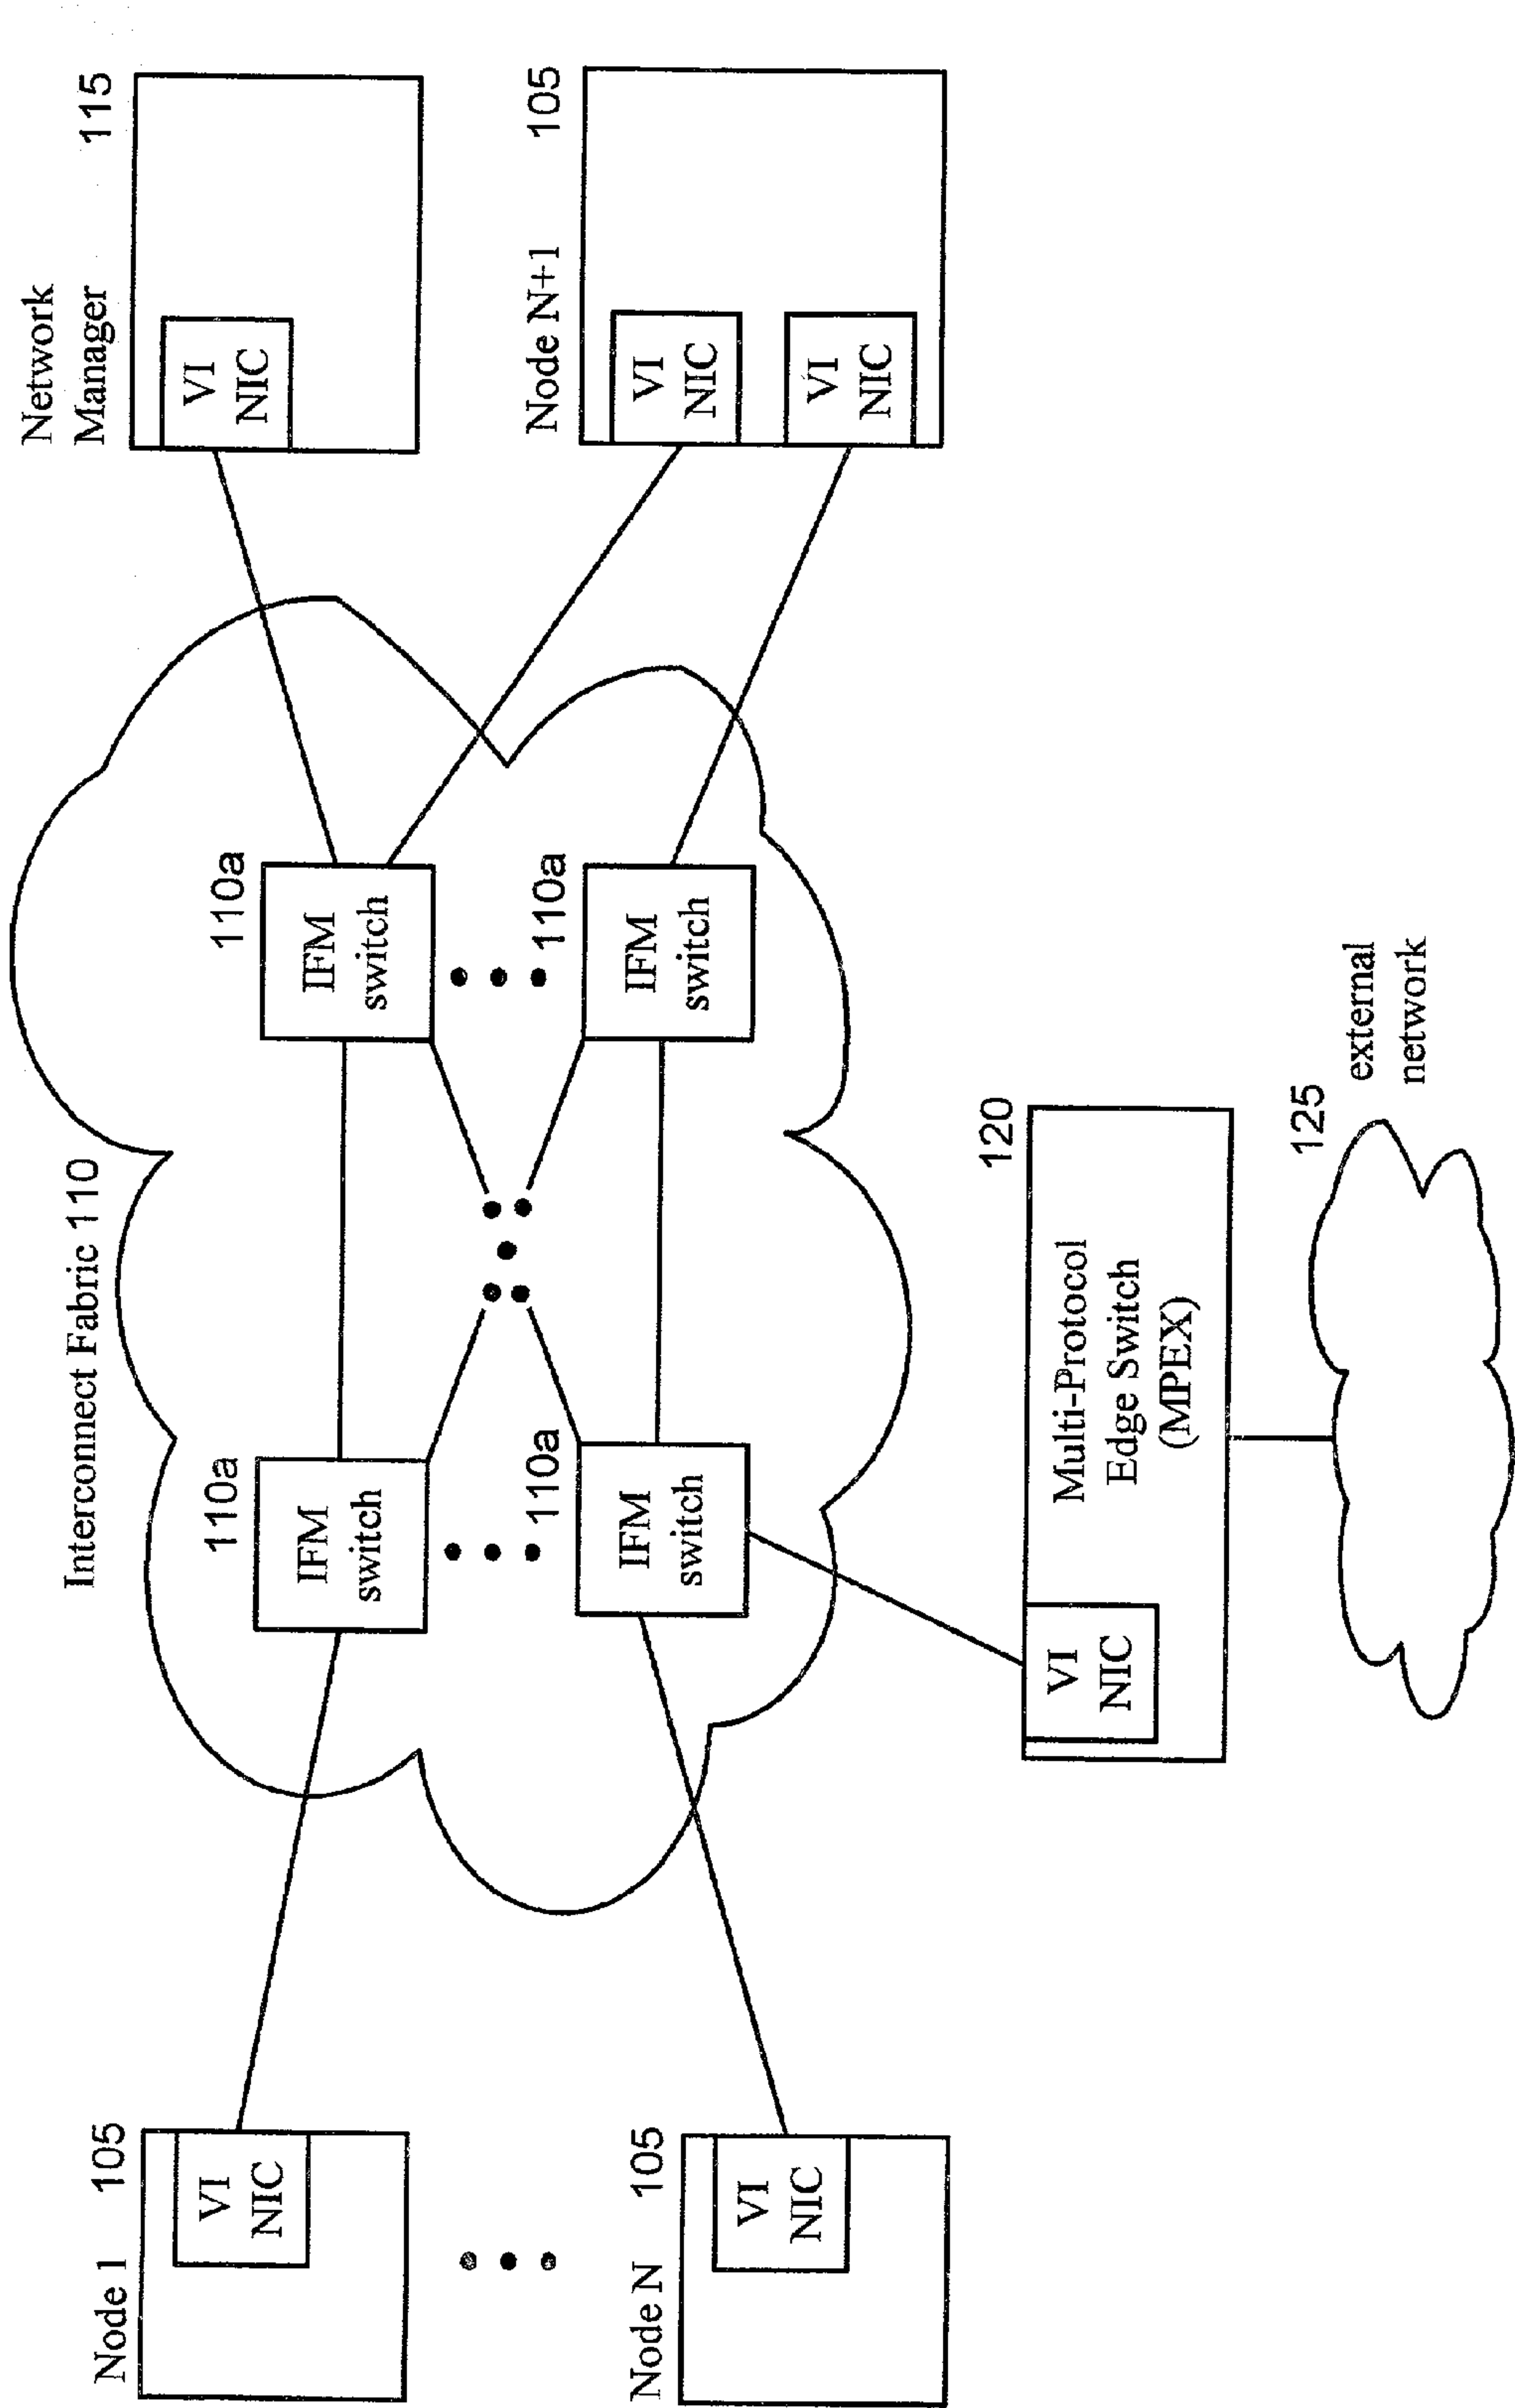 Network
Manager 115
VI
NIC
Node N+1 105
VI
NIC
VI
NIC
Interconnect Fabric 110
110a
IFM
switch
110a
IFM
switch
110a
IFM
switch
110a
IFM
switch
Node 1 105
VI
NIC
Node N 105
VI
NIC
120
Multi-Protocol
Edge Switch
(MPEX)
VI
NIC
125
external
network